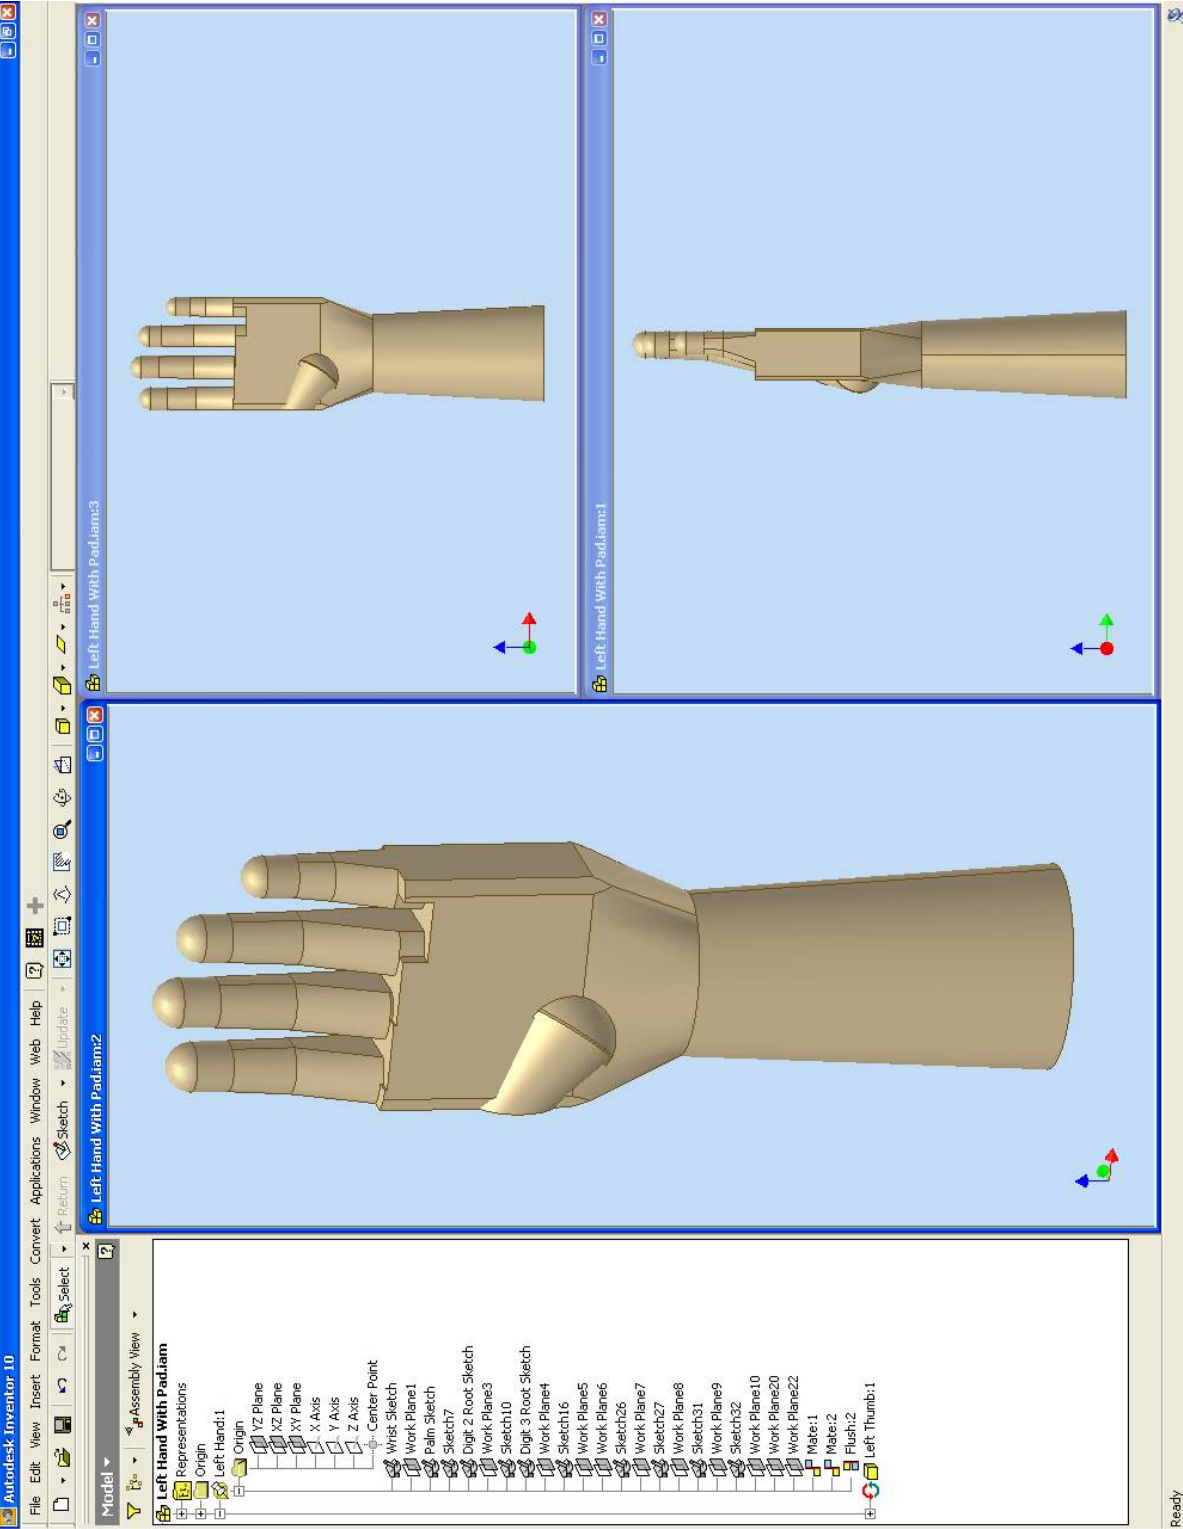 Autodesk Inventor 10
File Edit View Insert Format Tools Convert Applications Window Web Help
Select Return Sketch Update
Model
Assembly View
Left Hand With Pad.iam
Representations
Origin
Left Hand:1
Origin
YZ Plane
XZ Plane
XY Plane
X Axis
Y Axis
Z Axis
Center Point
Wrist Sketch
Work Plane1
Palm Sketch
Sketch7
Digit 2 Root Sketch
Work Plane3
Sketch10
Digit 3 Root Sketch
Work Plane4
Sketch16
Work Plane5
Work Plane6
Sketch26
Work Plane7
Sketch27
Work Plane8
Sketch31
Work Plane9
Sketch32
Work Plane10
Work Plane20
Work Plane22
Mate:1
Mate:2
Flush:2
Left Thumb:1
Left Hand With Pad.iam:2
Left Hand With Pad.iam:3
Left Hand With Pad.iam:1
Ready